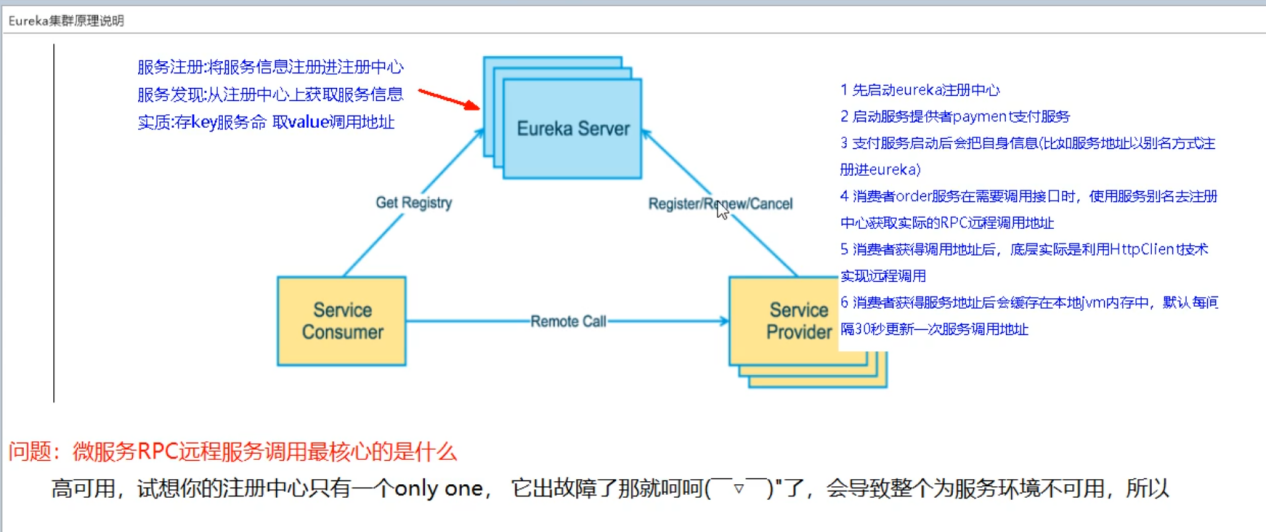 Eureka集群原理说明
服务注册:将服务信息注册进注册中心
服务发现:从注册中心上获取服务信息
实质:存key服务命 取value调用地址
Eureka Server
Get Registry
Register/Renew/Cancel
Service
Consumer
Remote Call
Service
Provider
1 先启动eureka注册中心
2 启动服务提供者payment支付服务
3 支付服务启动后会把自身信息(比如服务地址以别名方式注
册进eureka)
4 消费者order服务在需要调用接口时，使用服务别名去注册
中心获取实际的RPC远程调用地址
5 消费者获得调用地址后，底层实际是利用HttpClient技术
实现远程调用
6 消费者获得服务地址后会缓存在本地jvm内存中，默认每间
隔30秒更新一次服务调用地址
问题：微服务RPC远程服务调用最核心的是什么
高可用，试想你的注册中心只有一个only one， 它出故障了那就呵呵(￣▽￣)"了，会导致整个为服务环境不可用，所以